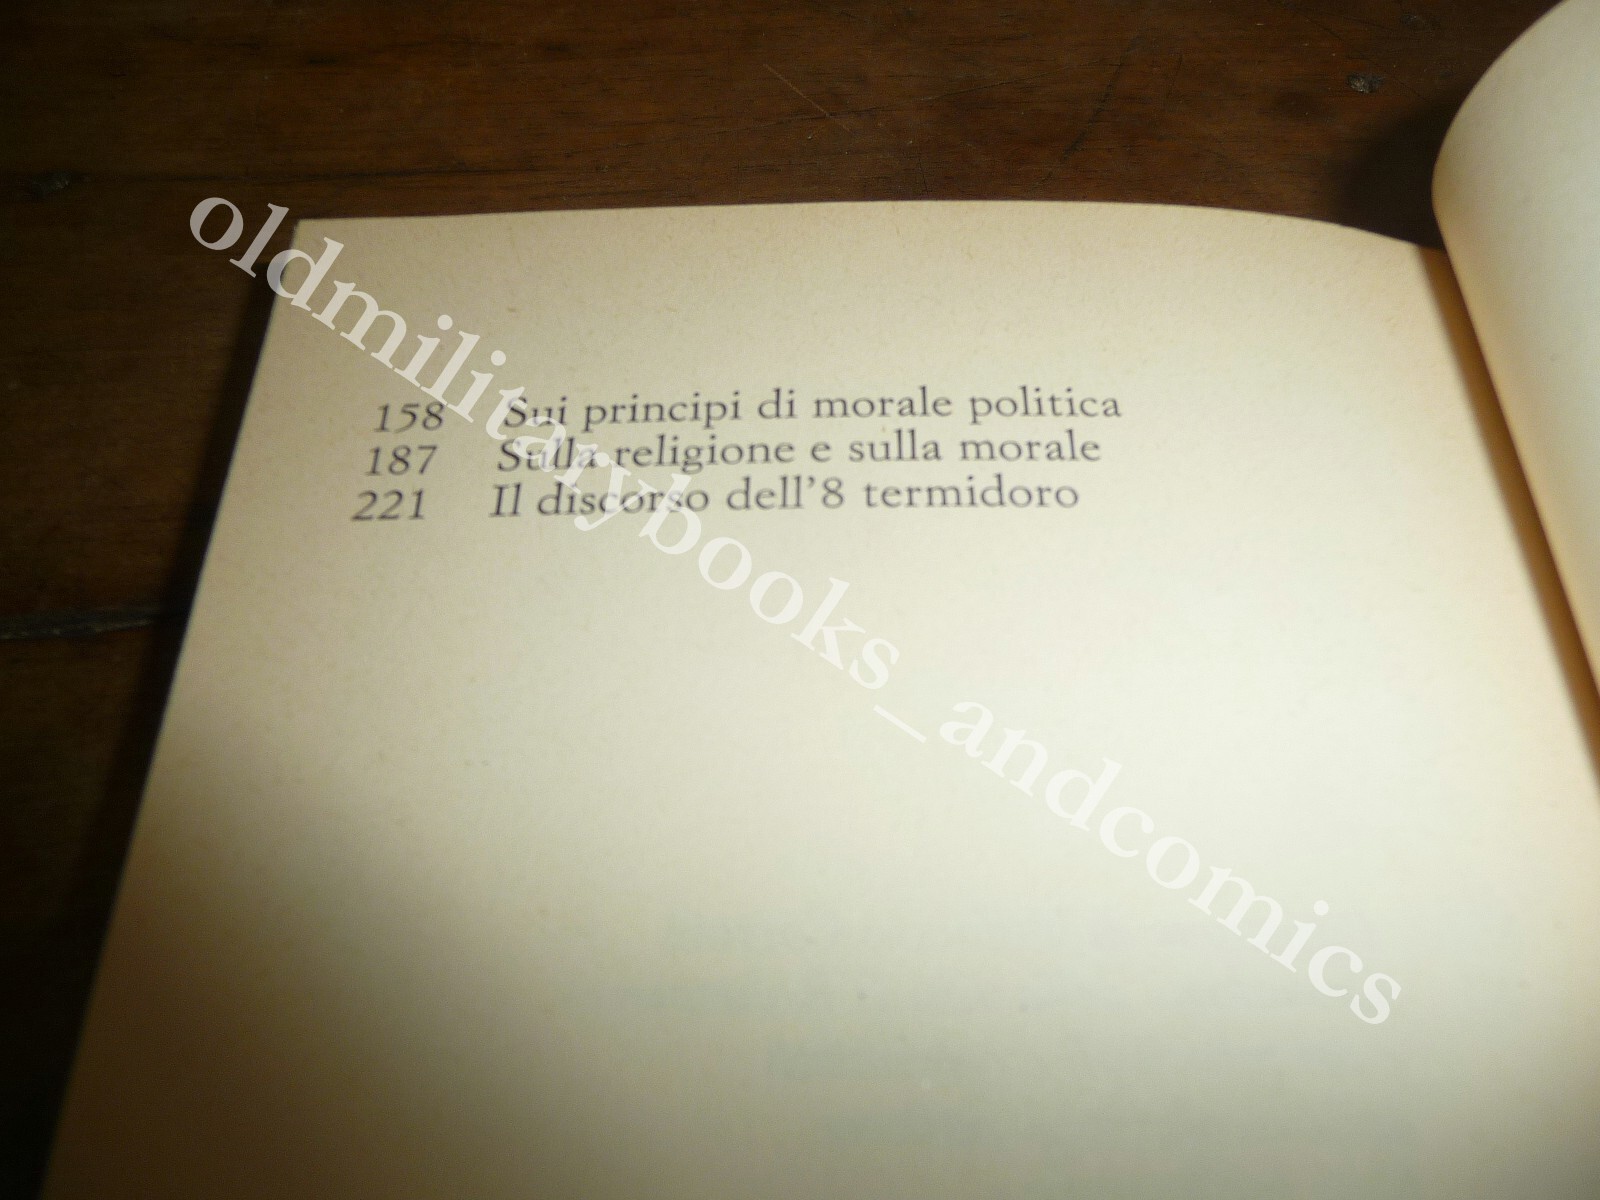 158 Sui principi di morale politica
187 Sulla religione e sulla morale
221 Il discorso dell'8 termidoro
oldmilitarybooks_andcomics